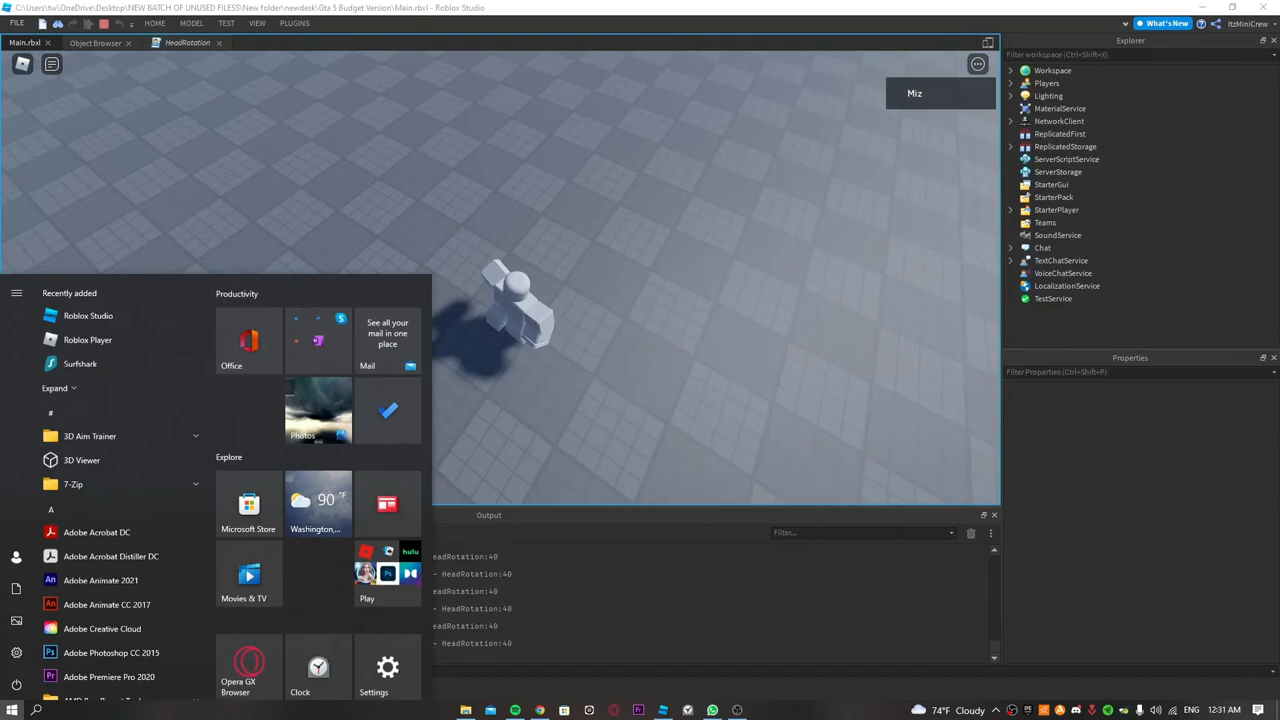 C:\Users\tw\OneDrive\Desktop\NEW BATCH OF UNUSED FILESS\New folder\newdesk\Gta 5 Budget Version\Main.rbxl - Roblox Studio
FILE
HOME
MODEL
TEST
VIEW
PLUGINS
What's New
ItzMiniCrew
Main.rbxl
Object Browser
HeadRotation
Miz
Explorer
Filter workspace (Ctrl+Shift+X)
Workspace
Players
Lighting
MaterialService
NetworkClient
ReplicatedFirst
ReplicatedStorage
ServerScriptService
ServerStorage
StarterGui
StarterPack
StarterPlayer
Teams
SoundService
Chat
TextChatService
VoiceChatService
LocalizationService
TestService
Properties
Filter Properties (Ctrl+Shift+P)
Recently added
Roblox Studio
Roblox Player
Surfshark
Expand
#
3D Aim Trainer
3D Viewer
7-Zip
A
Adobe Acrobat DC
Adobe Acrobat Distiller DC
Adobe Animate 2021
Adobe Animate CC 2017
Adobe Creative Cloud
Adobe Photoshop CC 2015
Adobe Premiere Pro 2020
Productivity
Office
See all your mail in one place
Mail
Photos
Explore
Microsoft Store
90 °F
Washington,...
Movies & TV
hulu
Play
Opera GX Browser
Clock
Settings
Output
Filter...
eadRotation:40
- HeadRotation:40
eadRotation:40
- HeadRotation:40
eadRotation:40
- HeadRotation:40
74°F Cloudy
12:31 AM